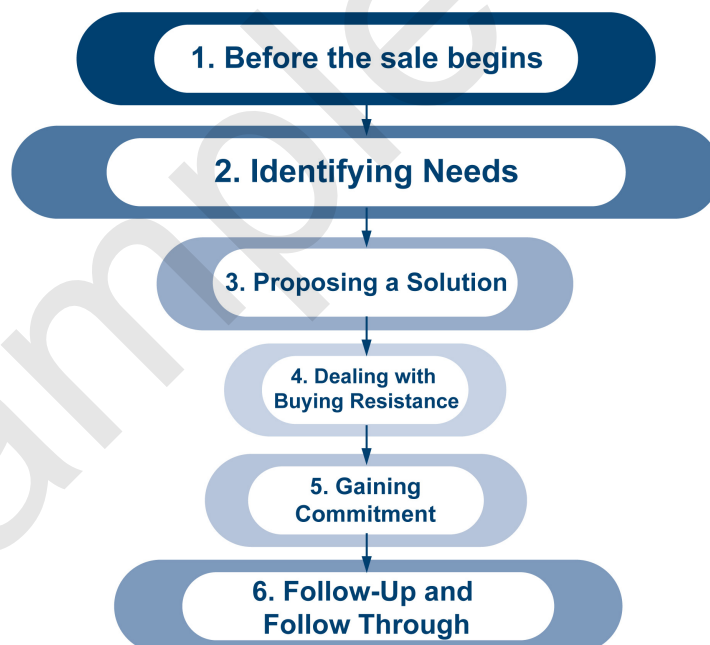 1. Before the sale begins
2. Identifying Needs
3. Proposing a Solution
4. Dealing with
Buying Resistance
5. Gaining
Commitment
6. Follow-Up and
Follow Through